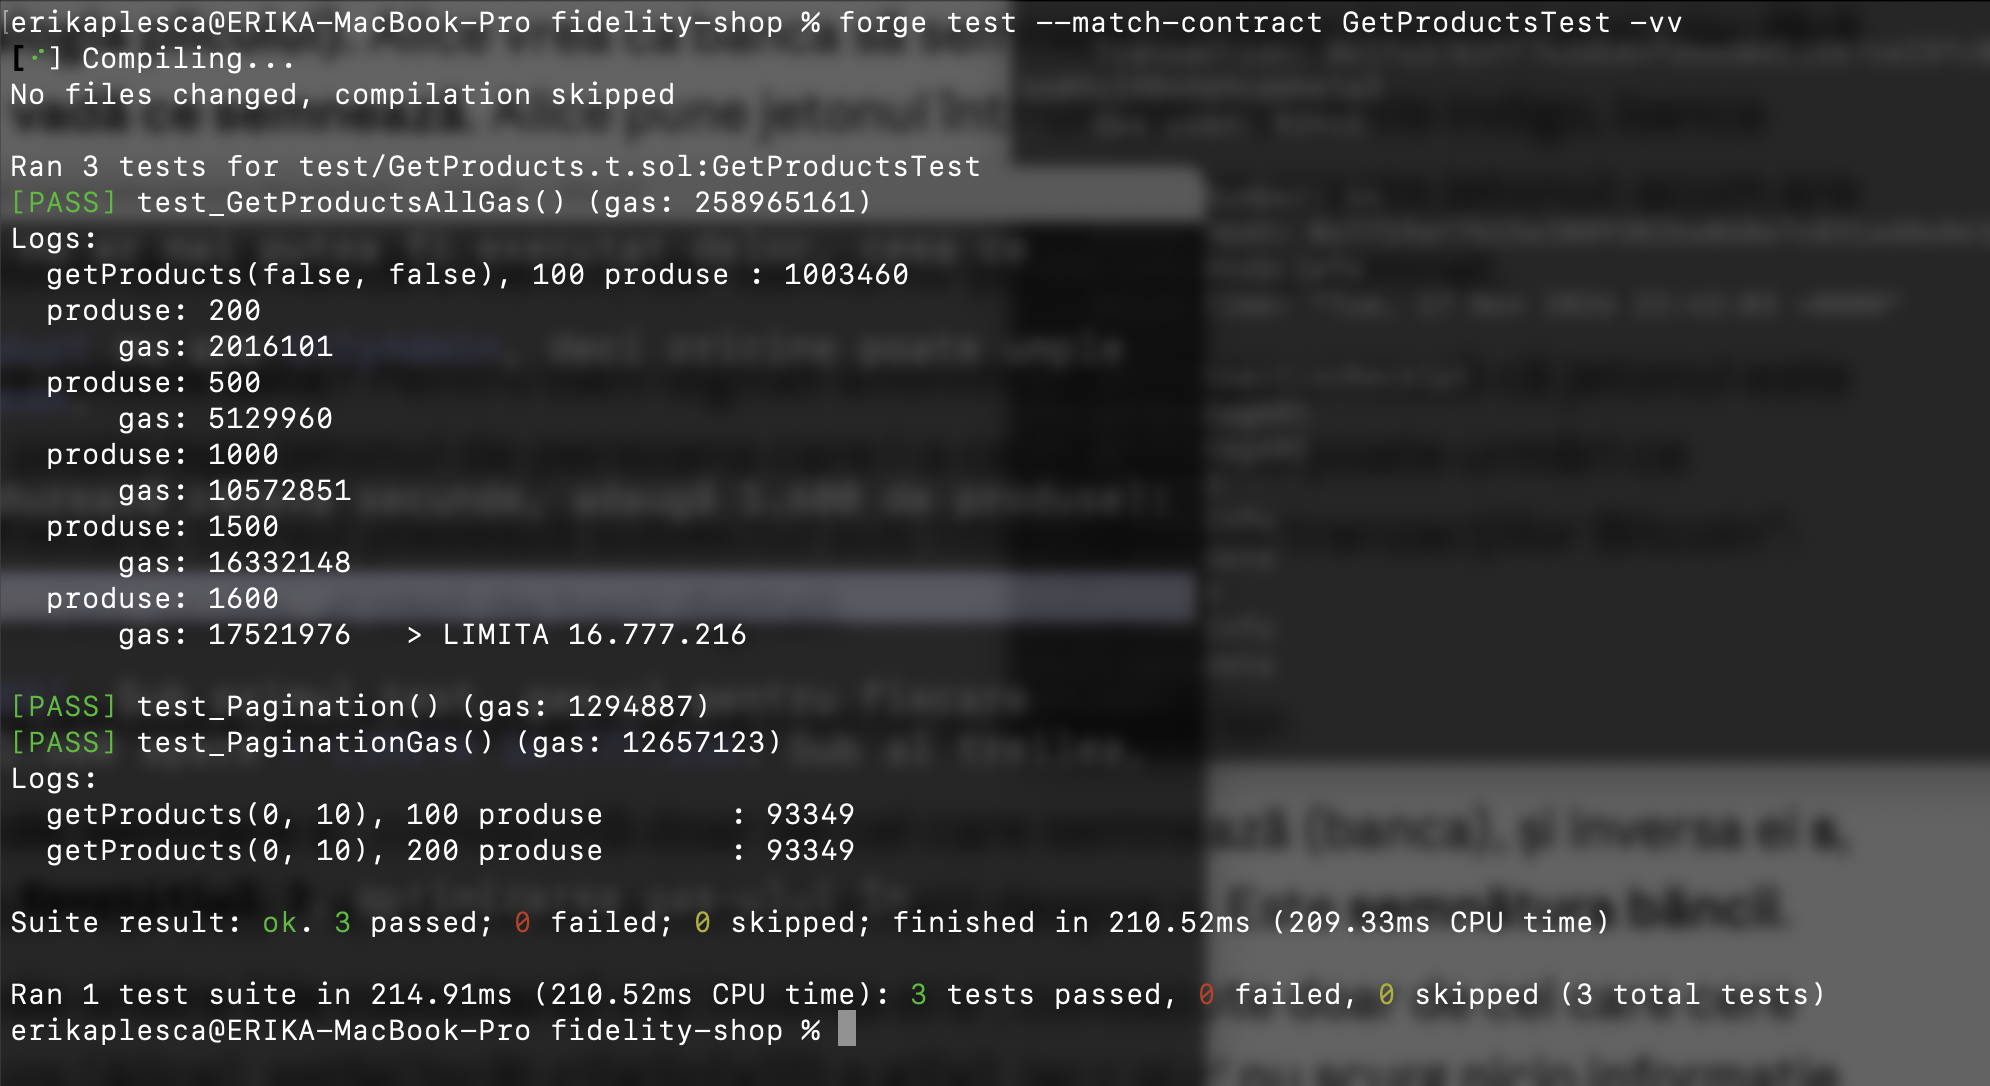 erikaplesca@ERIKA-MacBook-Pro fidelity-shop % forge test --match-contract GetProductsTest -vv
[⠊] Compiling...
No files changed, compilation skipped
Ran 3 tests for test/GetProducts.t.sol:GetProductsTest
[PASS] test_GetProductsAllGas() (gas: 258965161)
Logs:
getProducts(false, false), 100 produse : 1003460
produse: 200
gas: 2016101
produse: 500
gas: 5129960
produse: 1000
gas: 10572851
produse: 1500
gas: 16332148
produse: 1600
gas: 17521976 > LIMITA 16.777.216
[PASS] test_Pagination() (gas: 1294887)
[PASS] test_PaginationGas() (gas: 12657123)
Logs:
getProducts(0, 10), 100 produse : 93349
getProducts(0, 10), 200 produse : 93349
Suite result: ok. 3 passed; 0 failed; 0 skipped; finished in 210.52ms (209.33ms CPU time)
Ran 1 test suite in 214.91ms (210.52ms CPU time): 3 tests passed, 0 failed, 0 skipped (3 total tests)
erikaplesca@ERIKA-MacBook-Pro fidelity-shop %